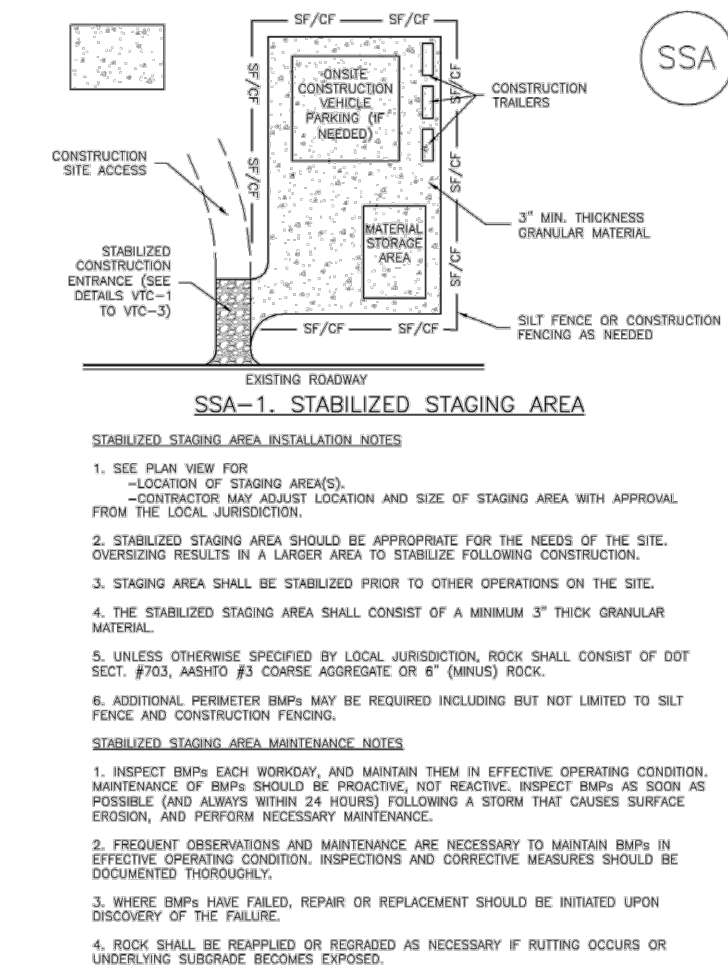 SF/CF
SF/CF
SSA
SF/CF
SF/CF
ONSITE
CONSTRUCTION
VEHICLE
PARKING (IF
NEEDED)
CONSTRUCTION
TRAILERS
CONSTRUCTION
SITE ACCESS
SF/CF
SF/CF
3" MIN. THICKNESS
GRANULAR MATERIAL
MATERIAL
STORAGE
AREA
STABILIZED
CONSTRUCTION
ENTRANCE (SEE
DETAILS VTC-1
TO VTC-3)
SF/CF
SF/CF
SF/CF
SILT FENCE OR CONSTRUCTION
FENCING AS NEEDED
EXISTING ROADWAY
SSA-1. STABILIZED STAGING AREA
STABILIZED STAGING AREA INSTALLATION NOTES
1. SEE PLAN VIEW FOR
-LOCATION OF STAGING AREA(S).
-CONTRACTOR MAY ADJUST LOCATION AND SIZE OF STAGING AREA WITH APPROVAL
FROM THE LOCAL JURISDICTION.
2. STABILIZED STAGING AREA SHOULD BE APPROPRIATE FOR THE NEEDS OF THE SITE.
OVERSIZING RESULTS IN A LARGER AREA TO STABILIZE FOLLOWING CONSTRUCTION.
3. STAGING AREA SHALL BE STABILIZED PRIOR TO OTHER OPERATIONS ON THE SITE.
4. THE STABILIZED STAGING AREA SHALL CONSIST OF A MINIMUM 3" THICK GRANULAR
MATERIAL.
5. UNLESS OTHERWISE SPECIFIED BY LOCAL JURISDICTION, ROCK SHALL CONSIST OF DOT
SECT. #703, AASHTO #3 COARSE AGGREGATE OR 6" (MINUS) ROCK.
6. ADDITIONAL PERIMETER BMPs MAY BE REQUIRED INCLUDING BUT NOT LIMITED TO SILT
FENCE AND CONSTRUCTION FENCING.
STABILIZED STAGING AREA MAINTENANCE NOTES
1. INSPECT BMPs EACH WORKDAY, AND MAINTAIN THEM IN EFFECTIVE OPERATING CONDITION.
MAINTENANCE OF BMPs SHOULD BE PROACTIVE, NOT REACTIVE. INSPECT BMPs AS SOON AS
POSSIBLE (AND ALWAYS WITHIN 24 HOURS) FOLLOWING A STORM THAT CAUSES SURFACE
EROSION, AND PERFORM NECESSARY MAINTENANCE.
2. FREQUENT OBSERVATIONS AND MAINTENANCE ARE NECESSARY TO MAINTAIN BMPs IN
EFFECTIVE OPERATING CONDITION. INSPECTIONS AND CORRECTIVE MEASURES SHOULD BE
DOCUMENTED THOROUGHLY.
3. WHERE BMPs HAVE FAILED, REPAIR OR REPLACEMENT SHOULD BE INITIATED UPON
DISCOVERY OF THE FAILURE.
4. ROCK SHALL BE REAPPLIED OR REGRADED AS NECESSARY IF RUTTING OCCURS OR
UNDERLYING SUBGRADE BECOMES EXPOSED.